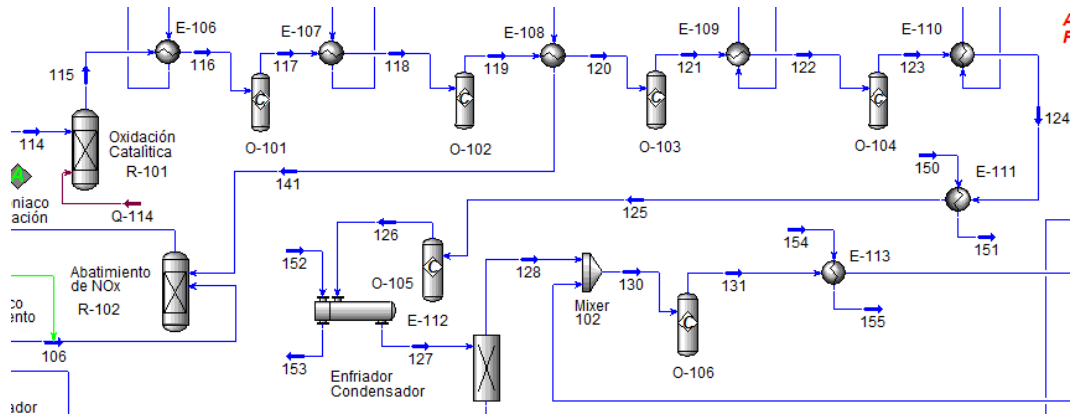 E-106
E-107
E-108
E-109
E-110
A
F
116
117
118
119
120
121
122
123
115
124
114
Oxidación
Catalìtica
R-101
O-101
O-102
O-103
O-104
150
E-111
A
oniaco
ación
Q-114
141
125
151
126
154
152
128
E-113
Abatimiento
de NOx
R-102
O-105
130
131
Mixer
102
155
co
ento
E-112
106
153
127
Enfriador
Condensador
O-106
ador